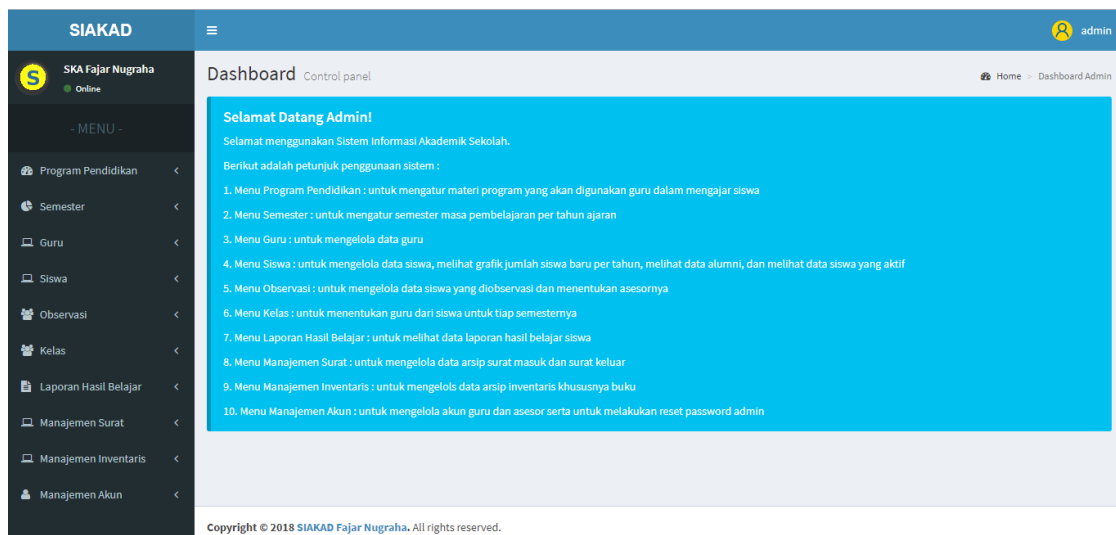 SIAKAD
admin
S
SKA Fajar Nugraha
Online
- MENU -
Program Pendidikan
Semester
Guru
Siswa
Observasi
Kelas
Laporan Hasil Belajar
Manajemen Surat
Manajemen Inventaris
Manajemen Akun
Dashboard Control panel
Home > Dashboard Admin
Selamat Datang Admin!
Selamat menggunakan Sistem Informasi Akademik Sekolah.
Berikut adalah petunjuk penggunaan sistem :
1. Menu Program Pendidikan : untuk mengatur materi program yang akan digunakan guru dalam mengajar siswa
2. Menu Semester : untuk mengatur semester masa pembelajaran per tahun ajaran
3. Menu Guru : untuk mengelola data guru
4. Menu Siswa : untuk mengelola data siswa, melihat grafik jumlah siswa baru per tahun, melihat data alumni, dan melihat data siswa yang aktif
5. Menu Observasi : untuk mengelola data siswa yang diobservasi dan menentukan asesornya
6. Menu Kelas : untuk menentukan guru dari siswa untuk tiap semesternya
7. Menu Laporan Hasil Belajar : untuk melihat data laporan hasil belajar siswa
8. Menu Manajemen Surat : untuk mengelola data arsip surat masuk dan surat keluar
9. Menu Manajemen Inventaris : untuk mengelols data arsip inventaris khususnya buku
10. Menu Manajemen Akun : untuk mengelola akun guru dan asesor serta untuk melakukan reset password admin
Copyright © 2018 SIAKAD Fajar Nugraha. All rights reserved.